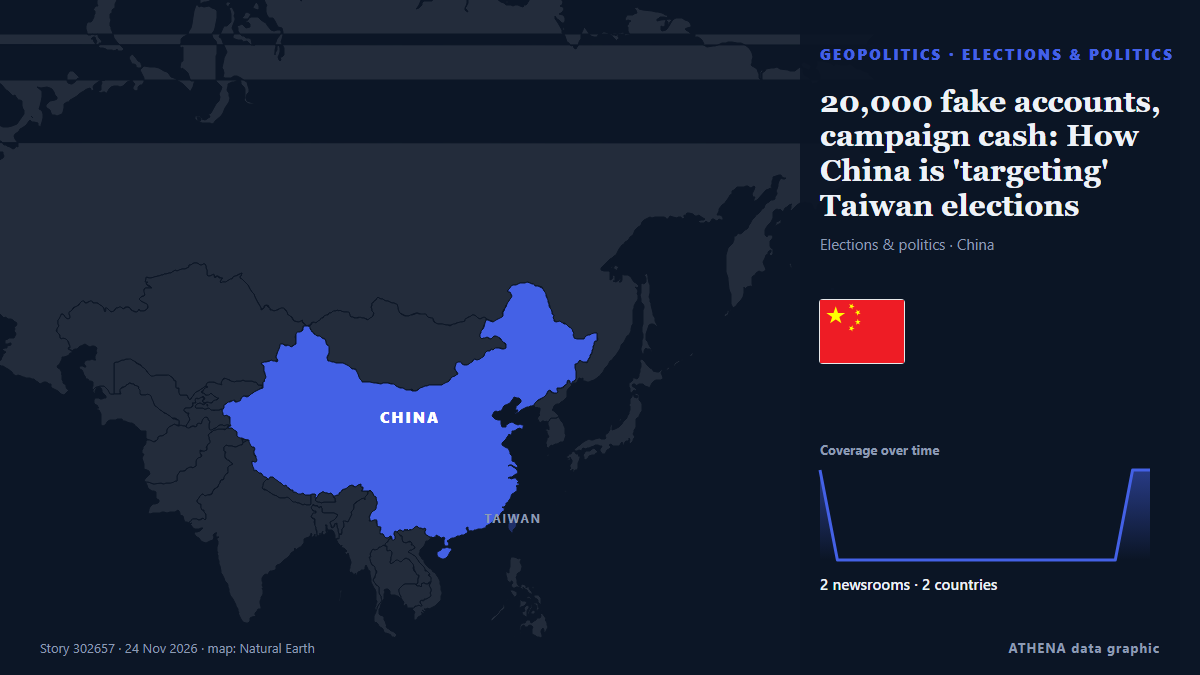 GEOPOLITICS · ELECTIONS & POLITICS
20,000 fake accounts,
campaign cash: How
China is 'targeting'
Taiwan elections
Elections & politics · China
CHINA
TAIWAN
Coverage over time
2 newsrooms · 2 countries
Story 302657 · 24 Nov 2026 · map: Natural Earth
ATHENA data graphic